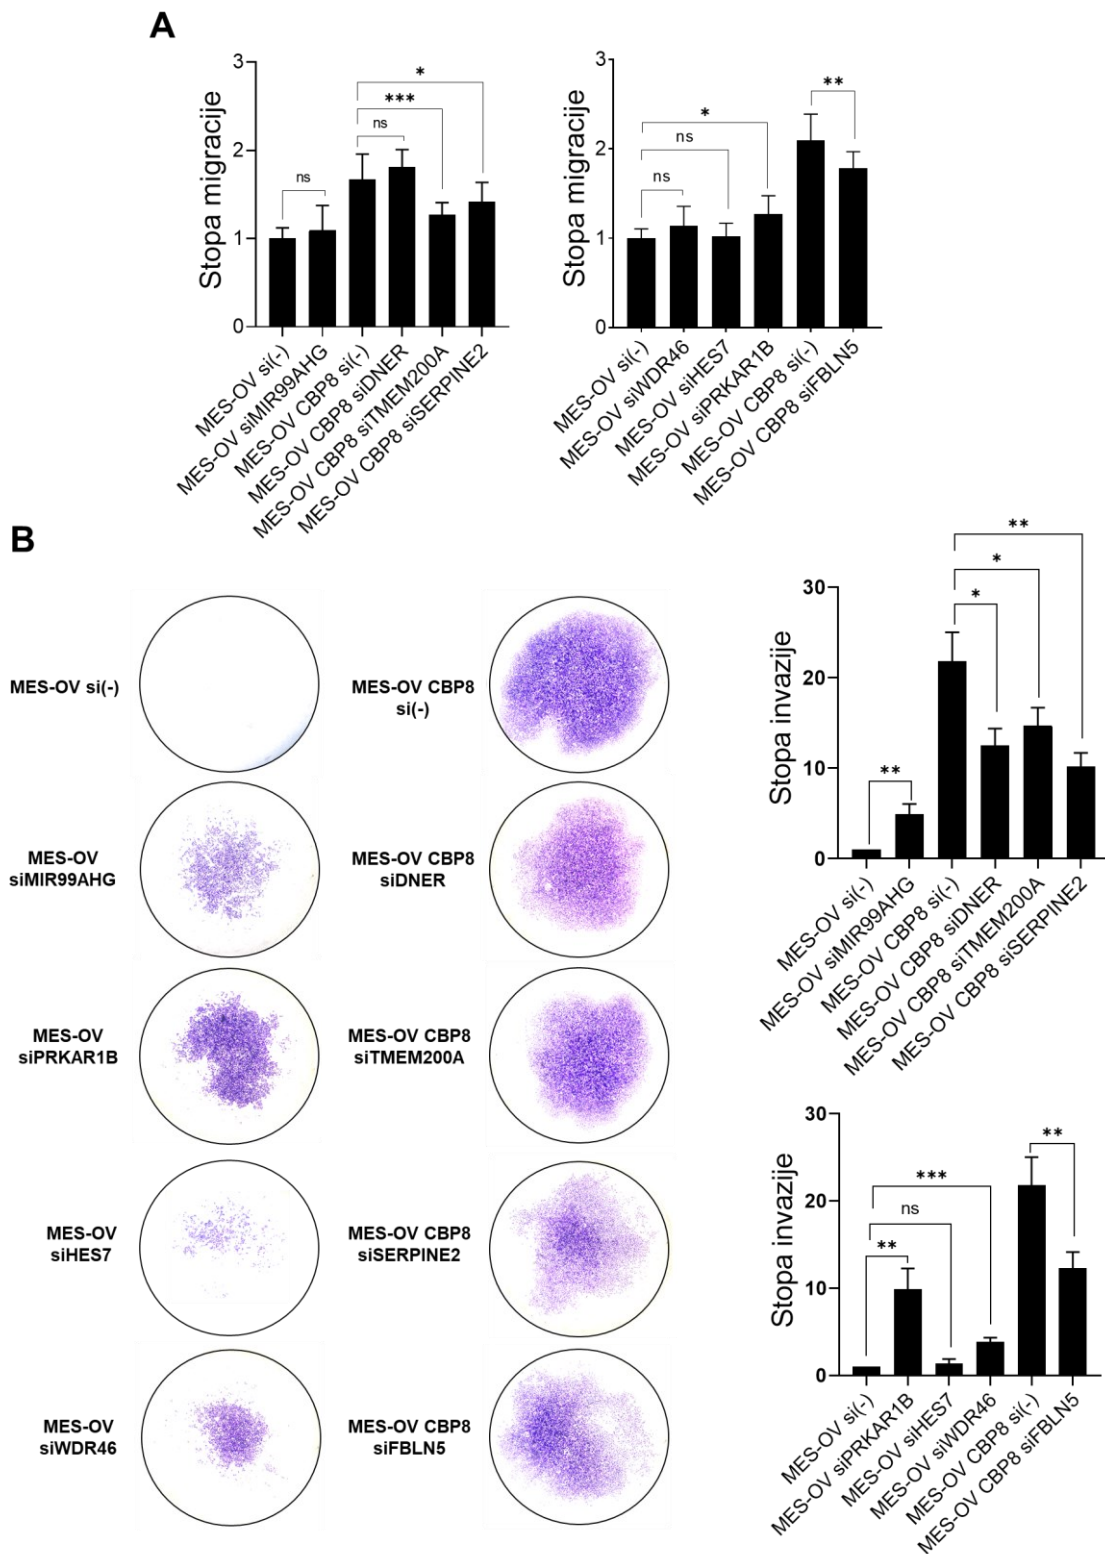 A
Stopa migracije
3
2
1
0
ns
ns
***
*
MES-OV si(-)
MES-OV siMIR99AHG
MES-OV CBP8 si(-)
MES-OV CBP8 siDNER
MES-OV CBP8 siTMEM200A
MES-OV CBP8 siSERPINE2
Stopa migracije
3
2
1
0
ns
ns
*
**
MES-OV si(-)
MES-OV siWDR46
MES-OV siHES7
MES-OV siPRKAR1B
MES-OV CBP8 si(-)
MES-OV CBP8 siFBLN5
B
MES-OV si(-)
MES-OV CBP8
si(-)
MES-OV
siMIR99AHG
MES-OV CBP8
siDNER
MES-OV
siPRKAR1B
MES-OV CBP8
siTMEM200A
MES-OV
siHES7
MES-OV CBP8
siSERPINE2
MES-OV
siWDR46
MES-OV CBP8
siFBLN5
Stopa invazije
30
20
10
0
**
*
*
**
MES-OV si(-)
MES-OV siMIR99AHG
MES-OV CBP8 si(-)
MES-OV CBP8 siDNER
MES-OV CBP8 siTMEM200A
MES-OV CBP8 siSERPINE2
Stopa invazije
30
20
10
0
**
ns
***
**
MES-OV si(-)
MES-OV siPRKAR1B
MES-OV siHES7
MES-OV siWDR46
MES-OV CBP8 si(-)
MES-OV CBP8 siFBLN5